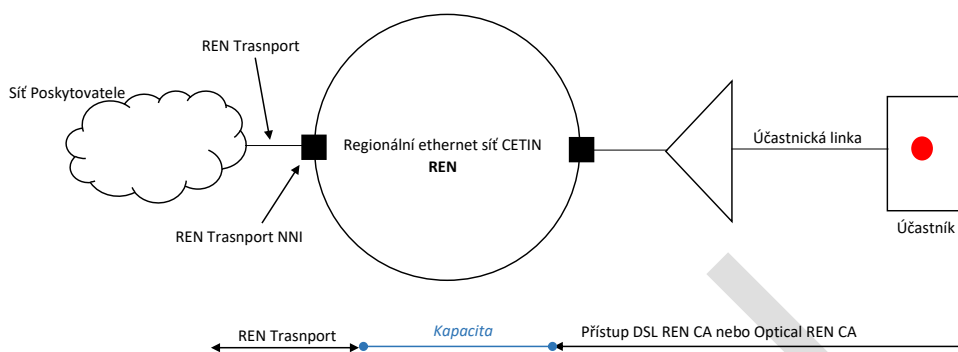 REN Trasnport
Síť Poskytovatele
Regionální ethernet síť CETIN
REN
Účastnická linka
REN Trasnport NNI
Účastník
REN Trasnport
Kapacita
Přístup DSL REN CA nebo Optical REN CA